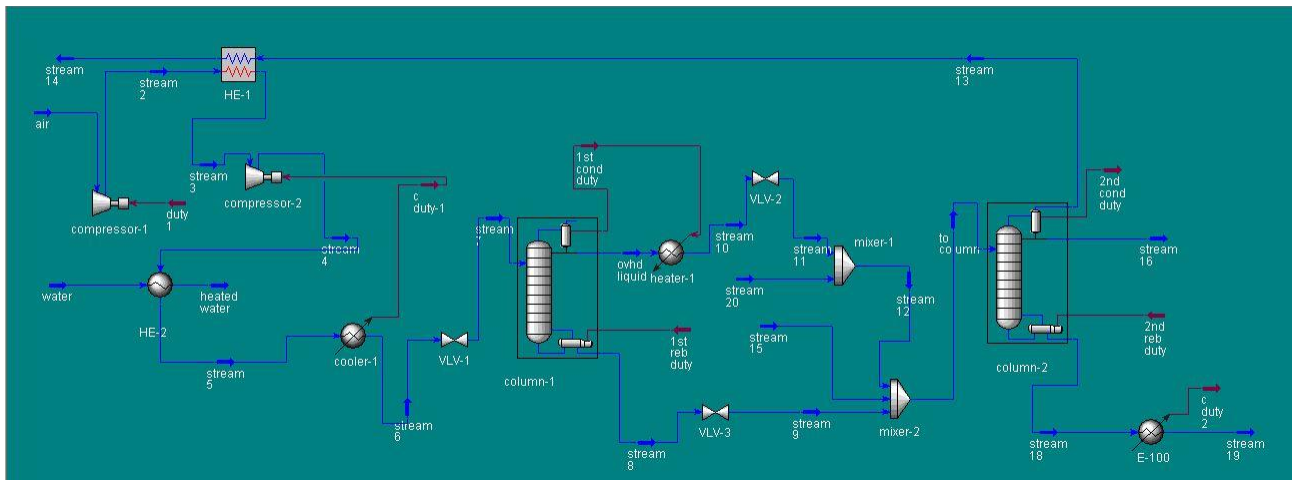 stream
14
stream
2
HE-1
stream
13
air
stream
3
compressor-2
duty
1
compressor-1
c
duty-1
1st
cond
duty
VLV-2
2nd
cond
duty
stream
4
stream
7
stream
10
stream
11
mixer-1
to
column
ovhd
liquid
heater-1
stream
16
water
heated
water
HE-2
stream
20
stream
12
stream
5
cooler-1
VLV-1
stream
15
1st
reb
duty
2nd
reb
duty
column-1
column-2
stream
6
stream
8
VLV-3
stream
9
mixer-2
c
duty
2
stream
18
E-100
stream
19